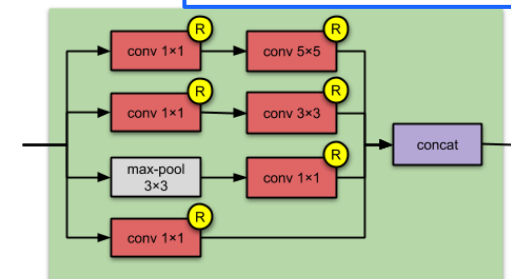 R
R
conv 1×1
conv 5×5
R
R
conv 1×1
conv 3×3
concat
R
max-pool
3×3
conv 1×1
R
conv 1×1